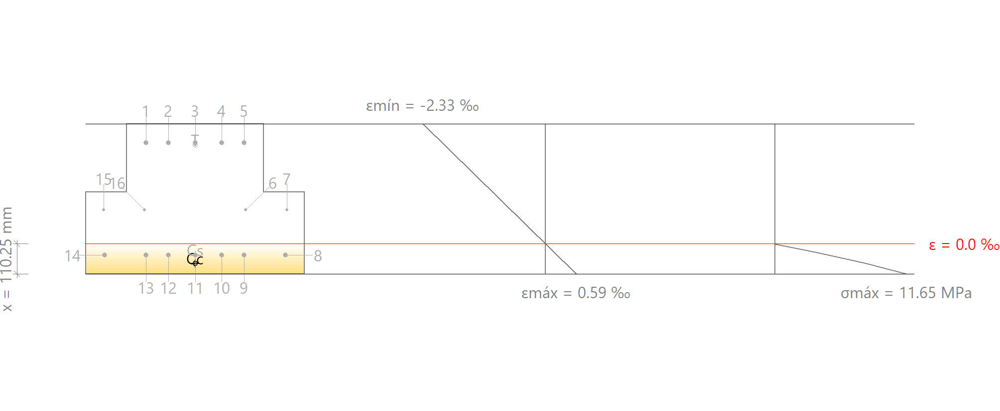 εmín = -2.33 ‰
1 2 3 4 5
T
15 16 6 7
x = 110.25 mm
ε = 0.0 ‰
Cs
14 Cc 8
13 12 11 10 9
εmáx = 0.59 ‰
σmáx = 11.65 MPa